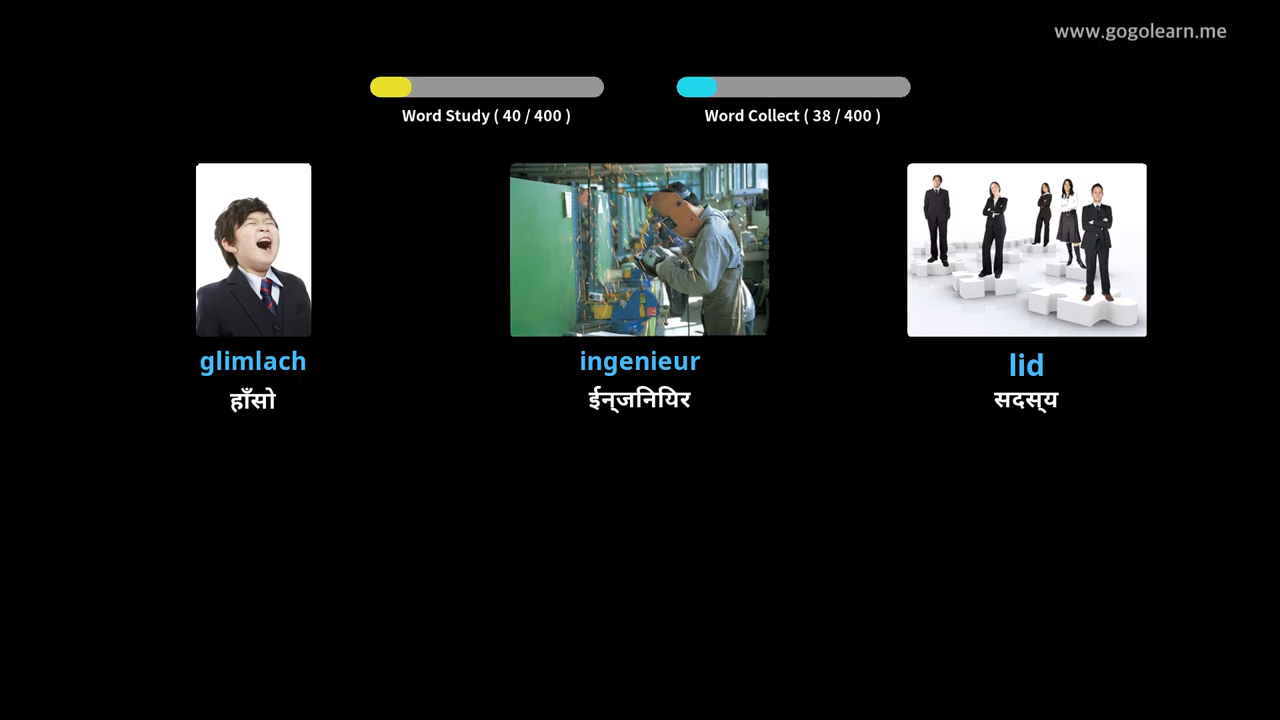 www.gogolearn.me
Word Study ( 40 / 400 )
Word Collect ( 38 / 400 )
glimlach
ingenieur
lid
हाँसो
ईन्‌जनियिर
सदस्‌य